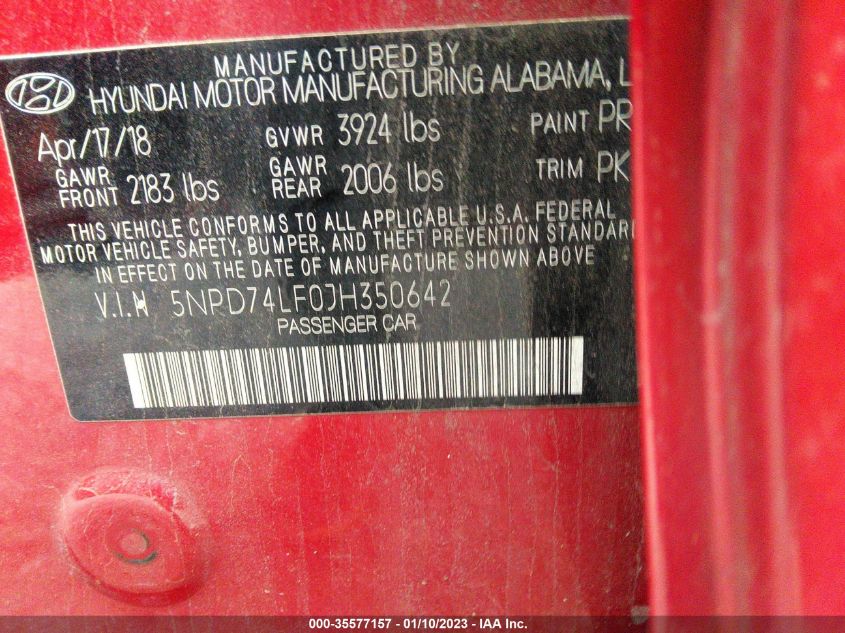 MANUFACTURED BY
HYUNDAI MOTOR MANUFACTURING ALABAMA, L
Apr/17/18 GVWR 3924 lbs PAINT PR
GAWR FRONT 2183 lbs GAWR REAR 2006 lbs TRIM PK
THIS VEHICLE CONFORMS TO ALL APPLICABLE U.S.A. FEDERAL
MOTOR VEHICLE SAFETY, BUMPER, AND THEFT PREVENTION STANDAR
IN EFFECT ON THE DATE OF MANUFACTURE SHOWN ABOVE
V.I.N 5NPD74LF0JH350642
PASSENGER CAR
000-35577157 - 01/10/2023 - IAA Inc.